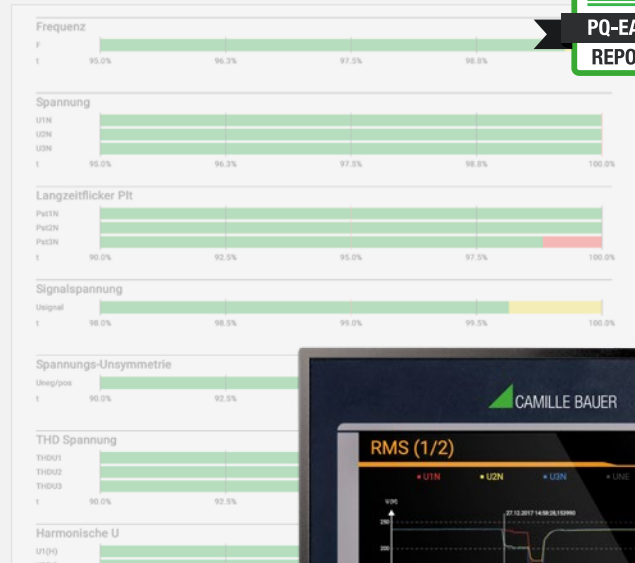 PQ-EA
REPO
Frequenz
F
t 95.0% 96.3% 97.5% 98.8%
Spannung
U1N
U2N
U3N
t 95.0% 96.3% 97.5% 98.8% 100.0%
Langzeitflicker Plt
Pst1N
Pst2N
Pst3N
t 90.0% 92.5% 95.0% 97.5% 100.0%
Signalspannung
Usignal
t 98.0% 98.5% 99.0% 99.5% 100.0%
Spannungs-Unsymmetrie
Uneg/pos
t 90.0% 92.5%
THD Spannung
THDU1
THDU2
THDU3
t 90.0% 92.5%
Harmonische U
U1(H)
CAMILLE BAUER
RMS (1/2)
U1N U2N U3N UNE
V(H)
27.12.2017 14:58:28,153990
250
200